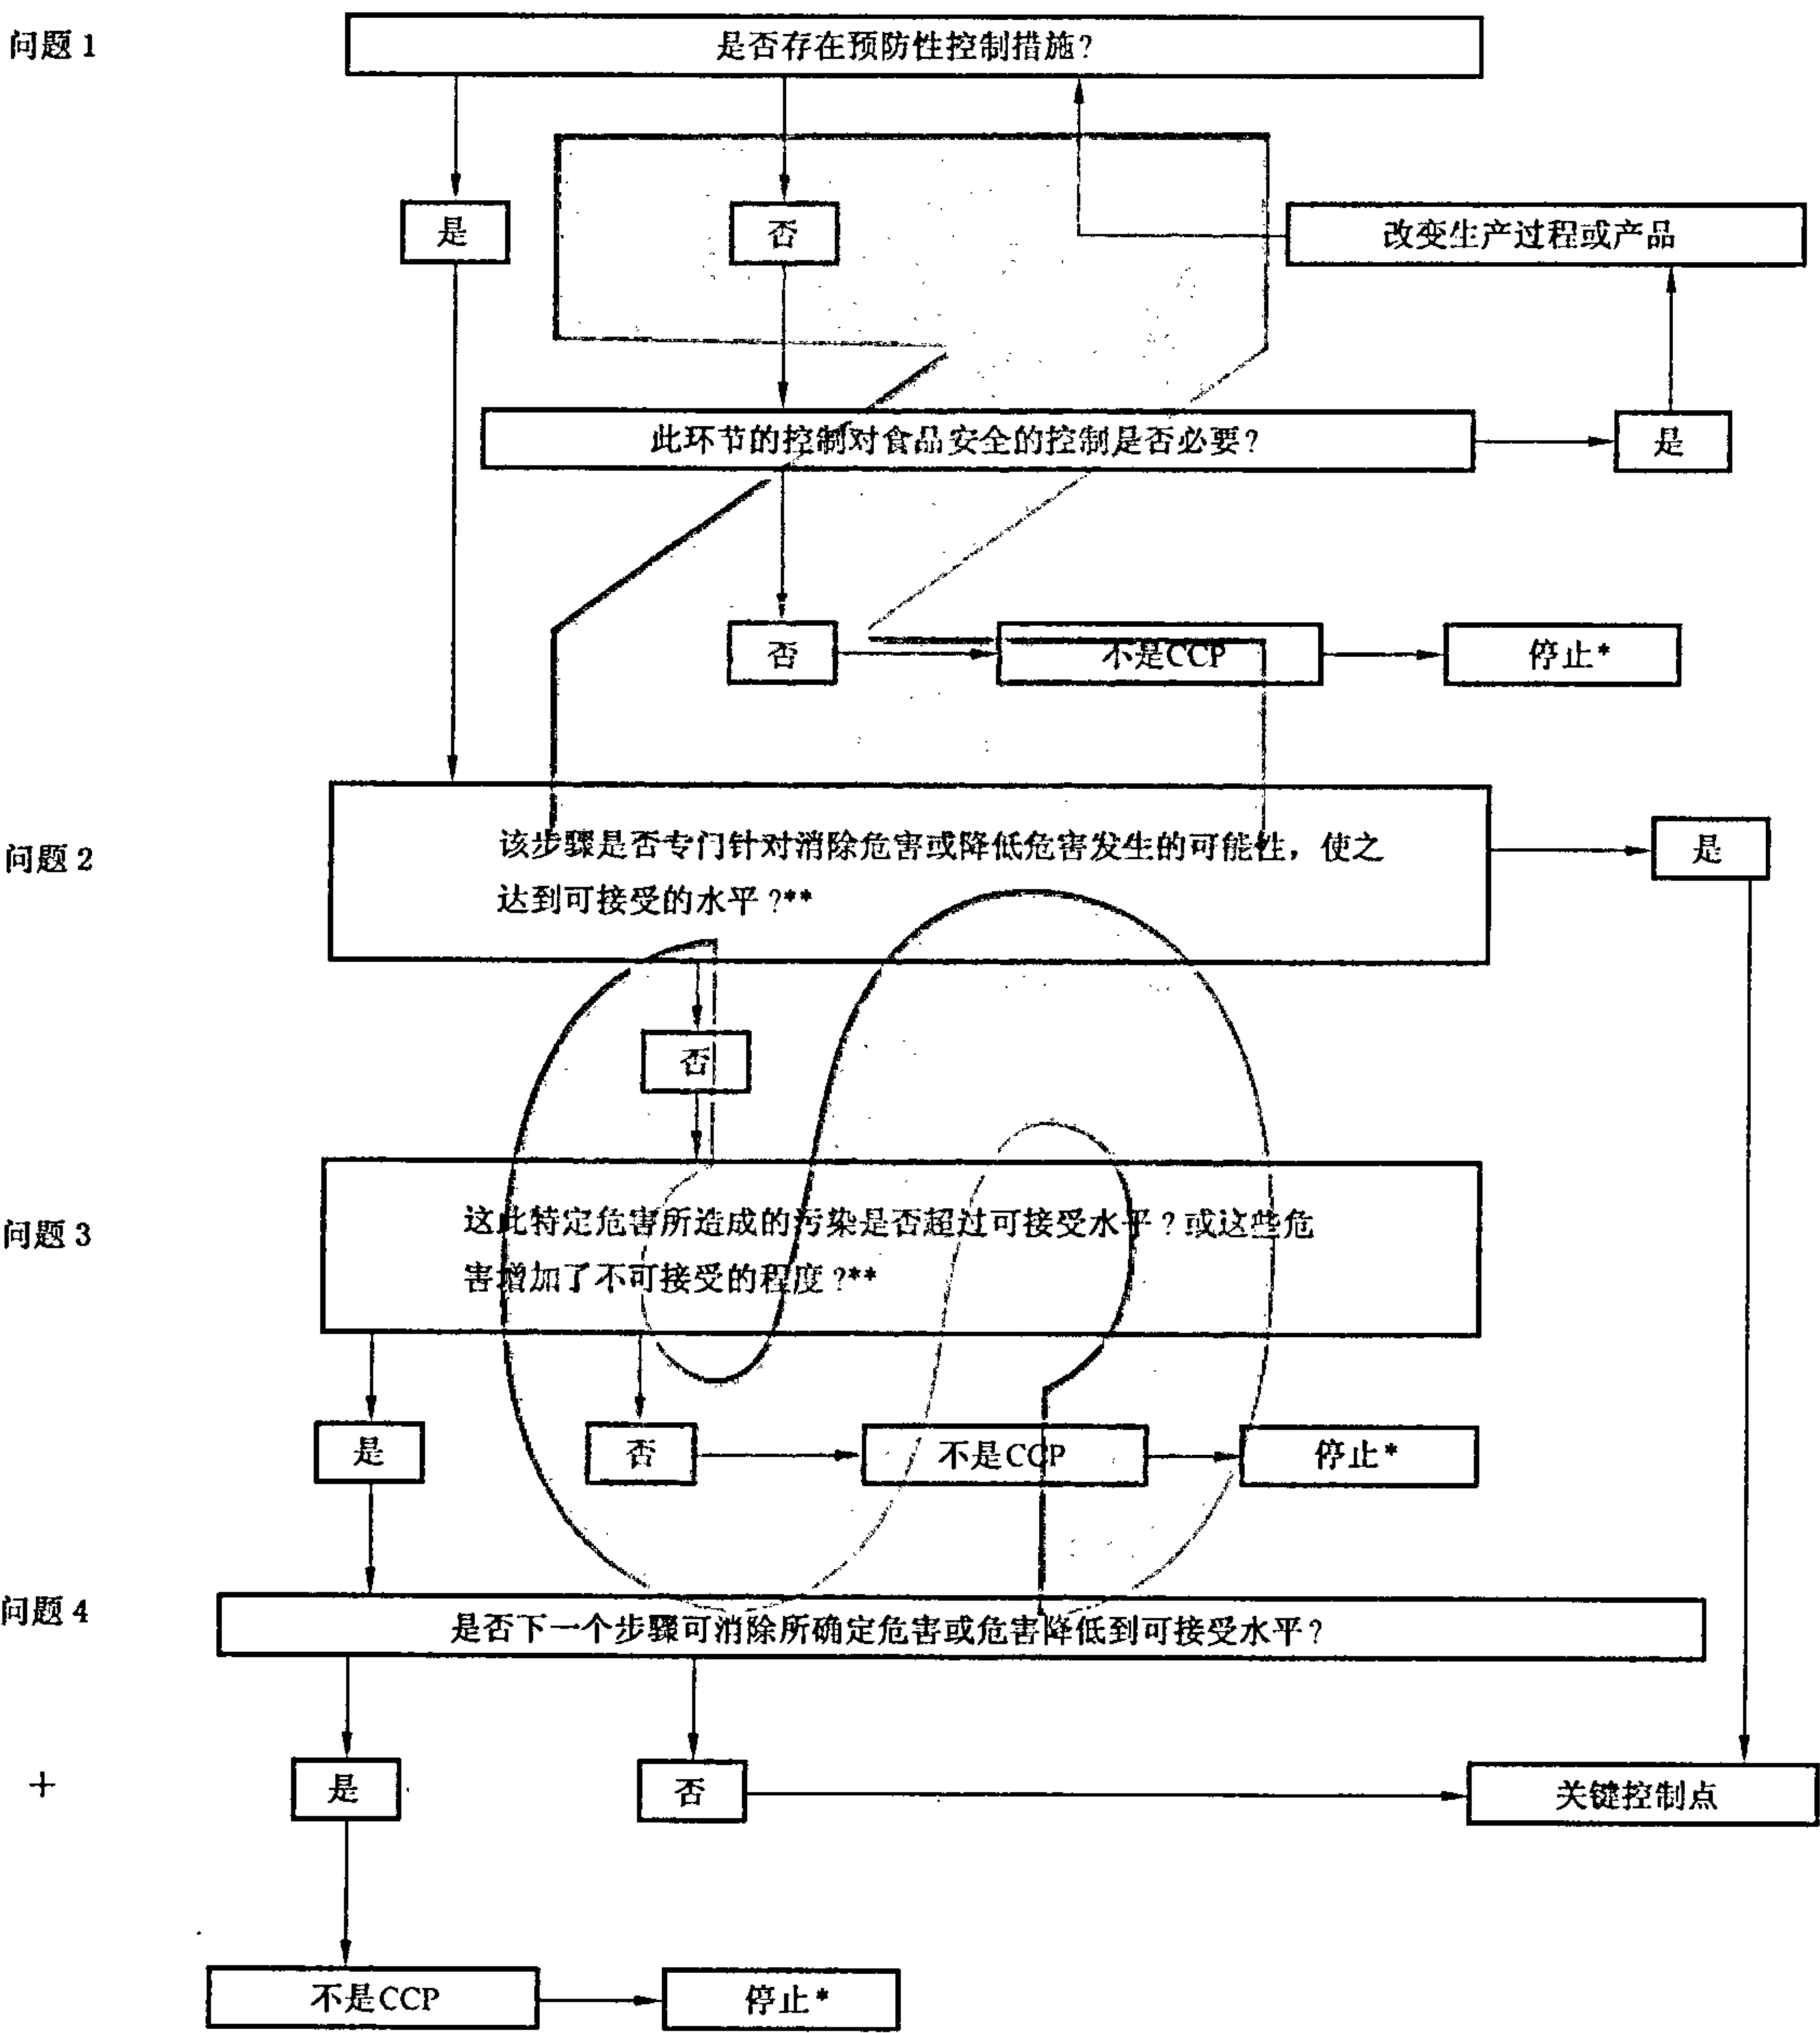 问题 1
是否存在预防性控制措施?
是
否
改变生产过程或产品
此环节的控制对食品安全的控制是否必要?
是
否
不是CCP
停止*
问题 2
该步骤是否专门针对消除危害或降低危害发生的可能性，使之
达到可接受的水平?**
是
否
问题 3
这此特定危害所造成的污染是否超过可接受水平?或这些危
害增加了不可接受的程度?**
是
否
不是CCP
停止*
问题 4
是否下一个步骤可消除所确定危害或危害降低到可接受水平?
+
是
否
关键控制点
不是CCP
停止*